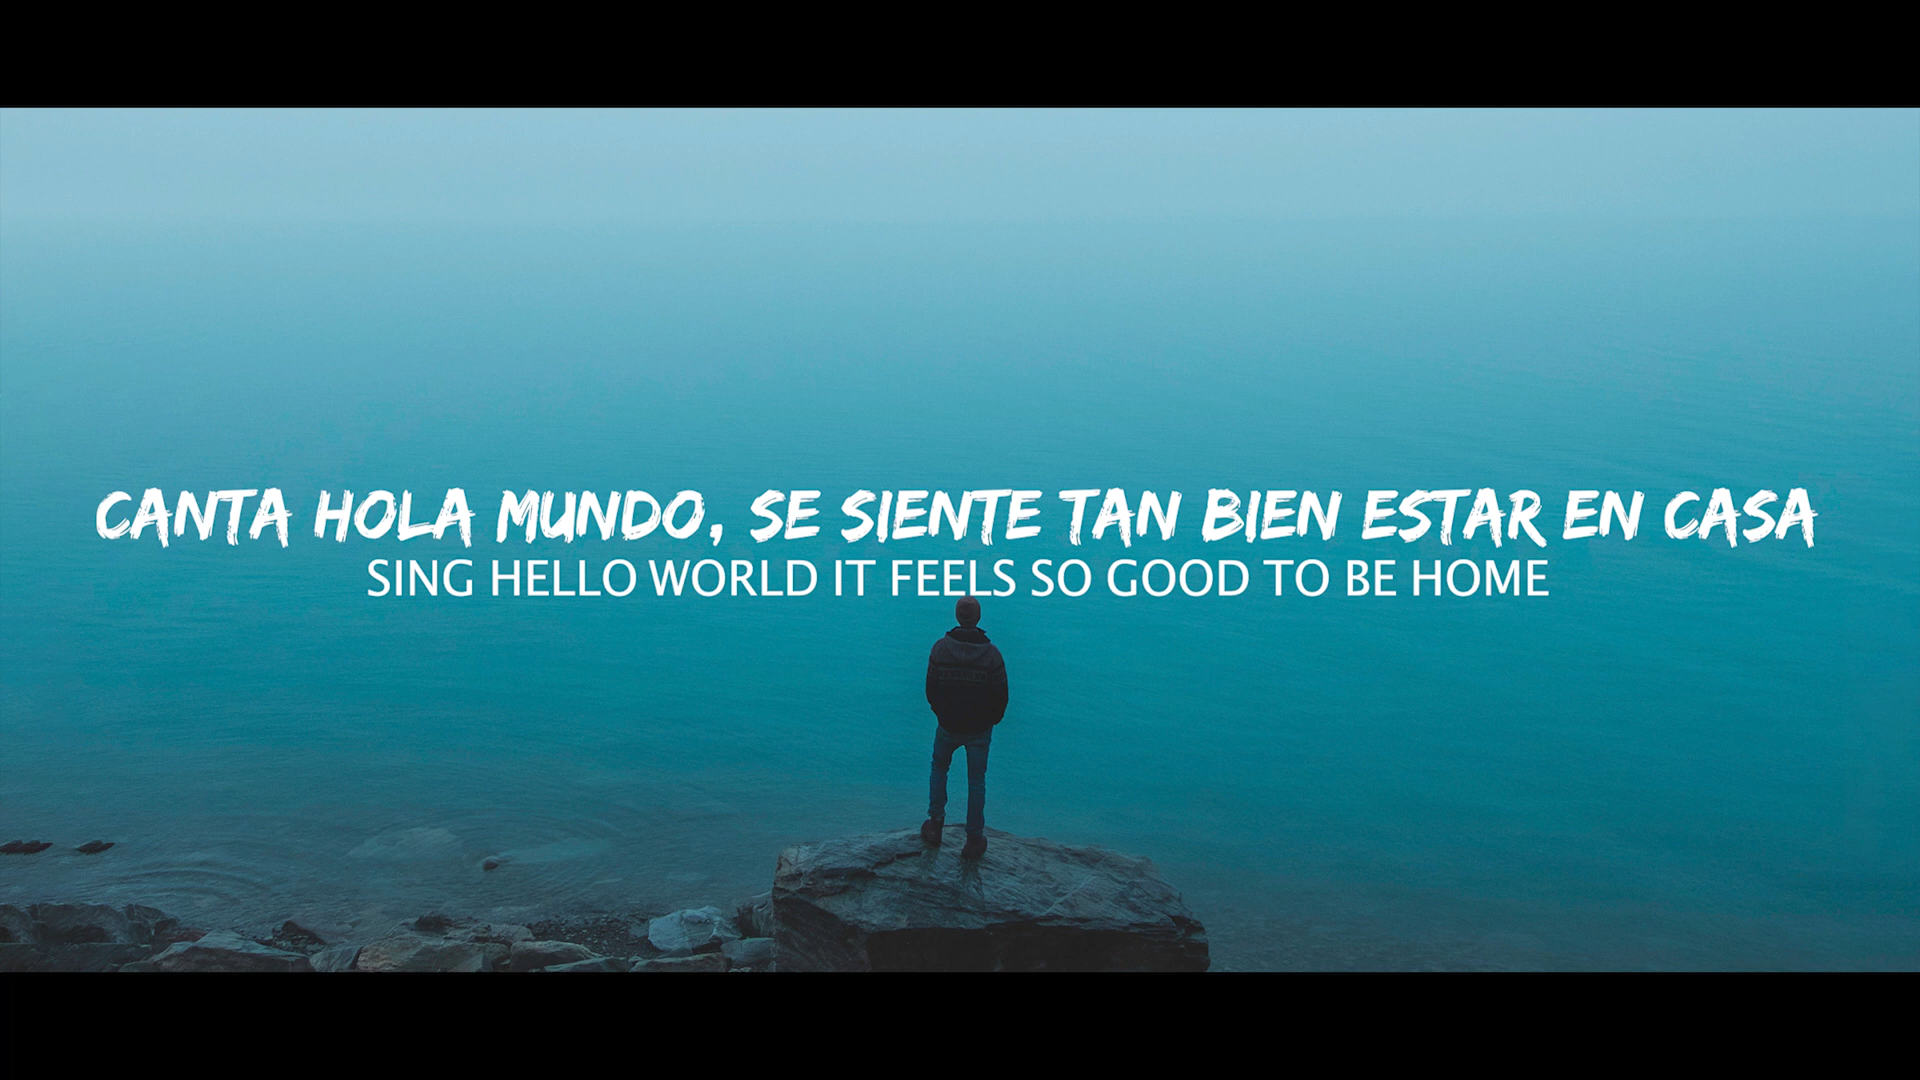 CANTA HOLA MUNDO, SE SIENTE TAN BIEN ESTAR EN CASA
SING HELLO WORLD IT FEELS SO GOOD TO BE HOME